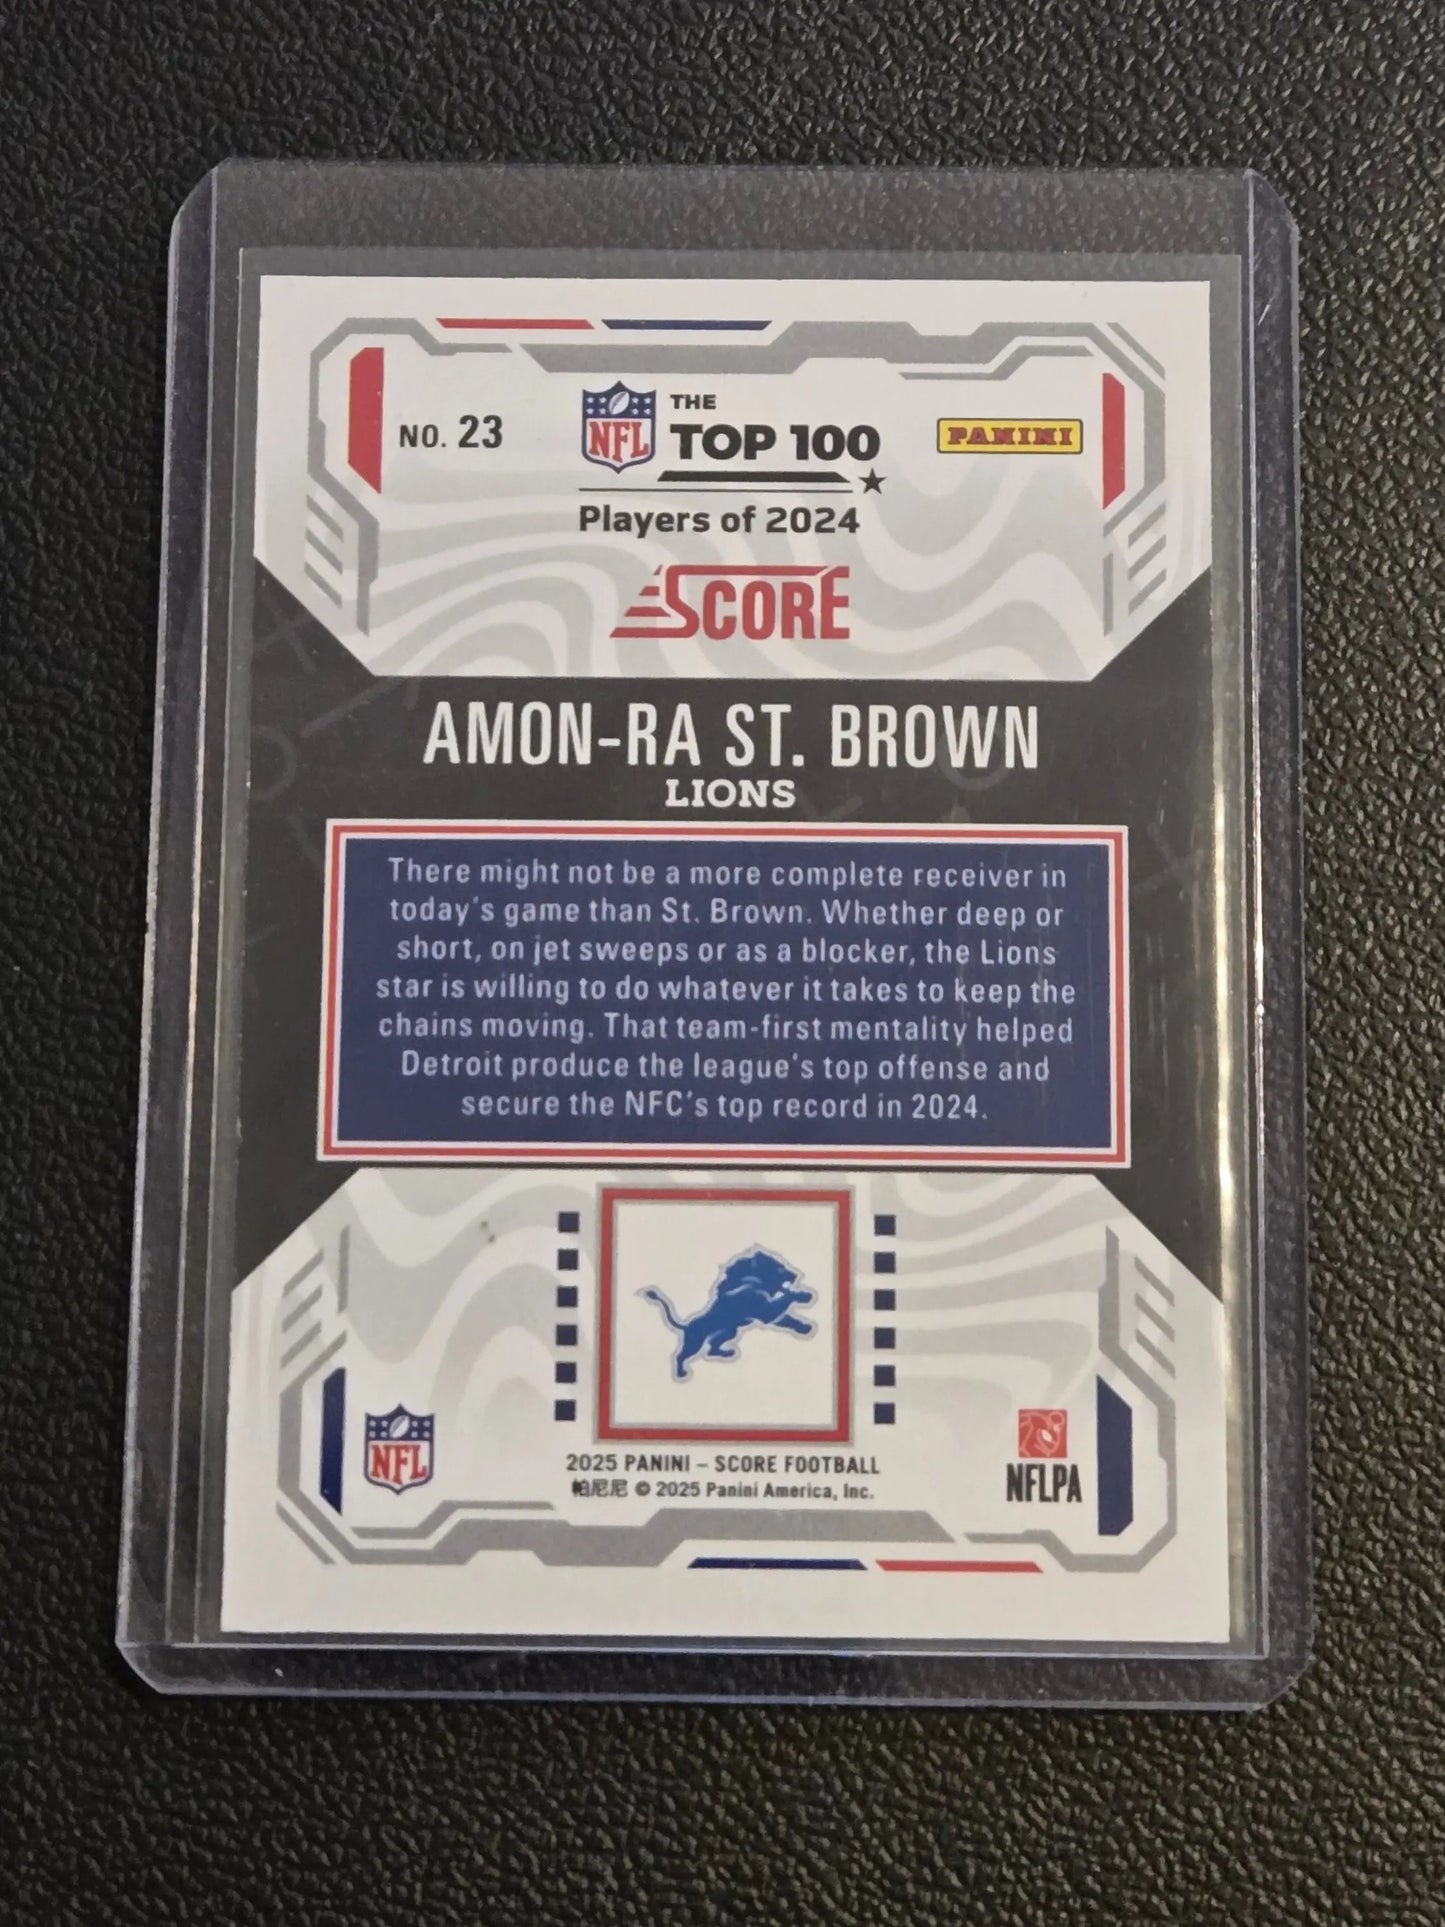 NO. 23
NFL
THE
TOP 100
PANINI
Players of 2024
SCORE
AMON-RA ST. BROWN
LIONS
There might not be a more complete receiver in
today's game than St. Brown. Whether deep or
short, on jet sweeps or as a blocker, the Lions
star is willing to do whatever it takes to keep the
chains moving. That team-first mentality helped
Detroit produce the league's top offense and
secure the NFC's top record in 2024.
NFL
2025 PANINI – SCORE FOOTBALL
帕尼尼 © 2025 Panini America, Inc.
NFLPA